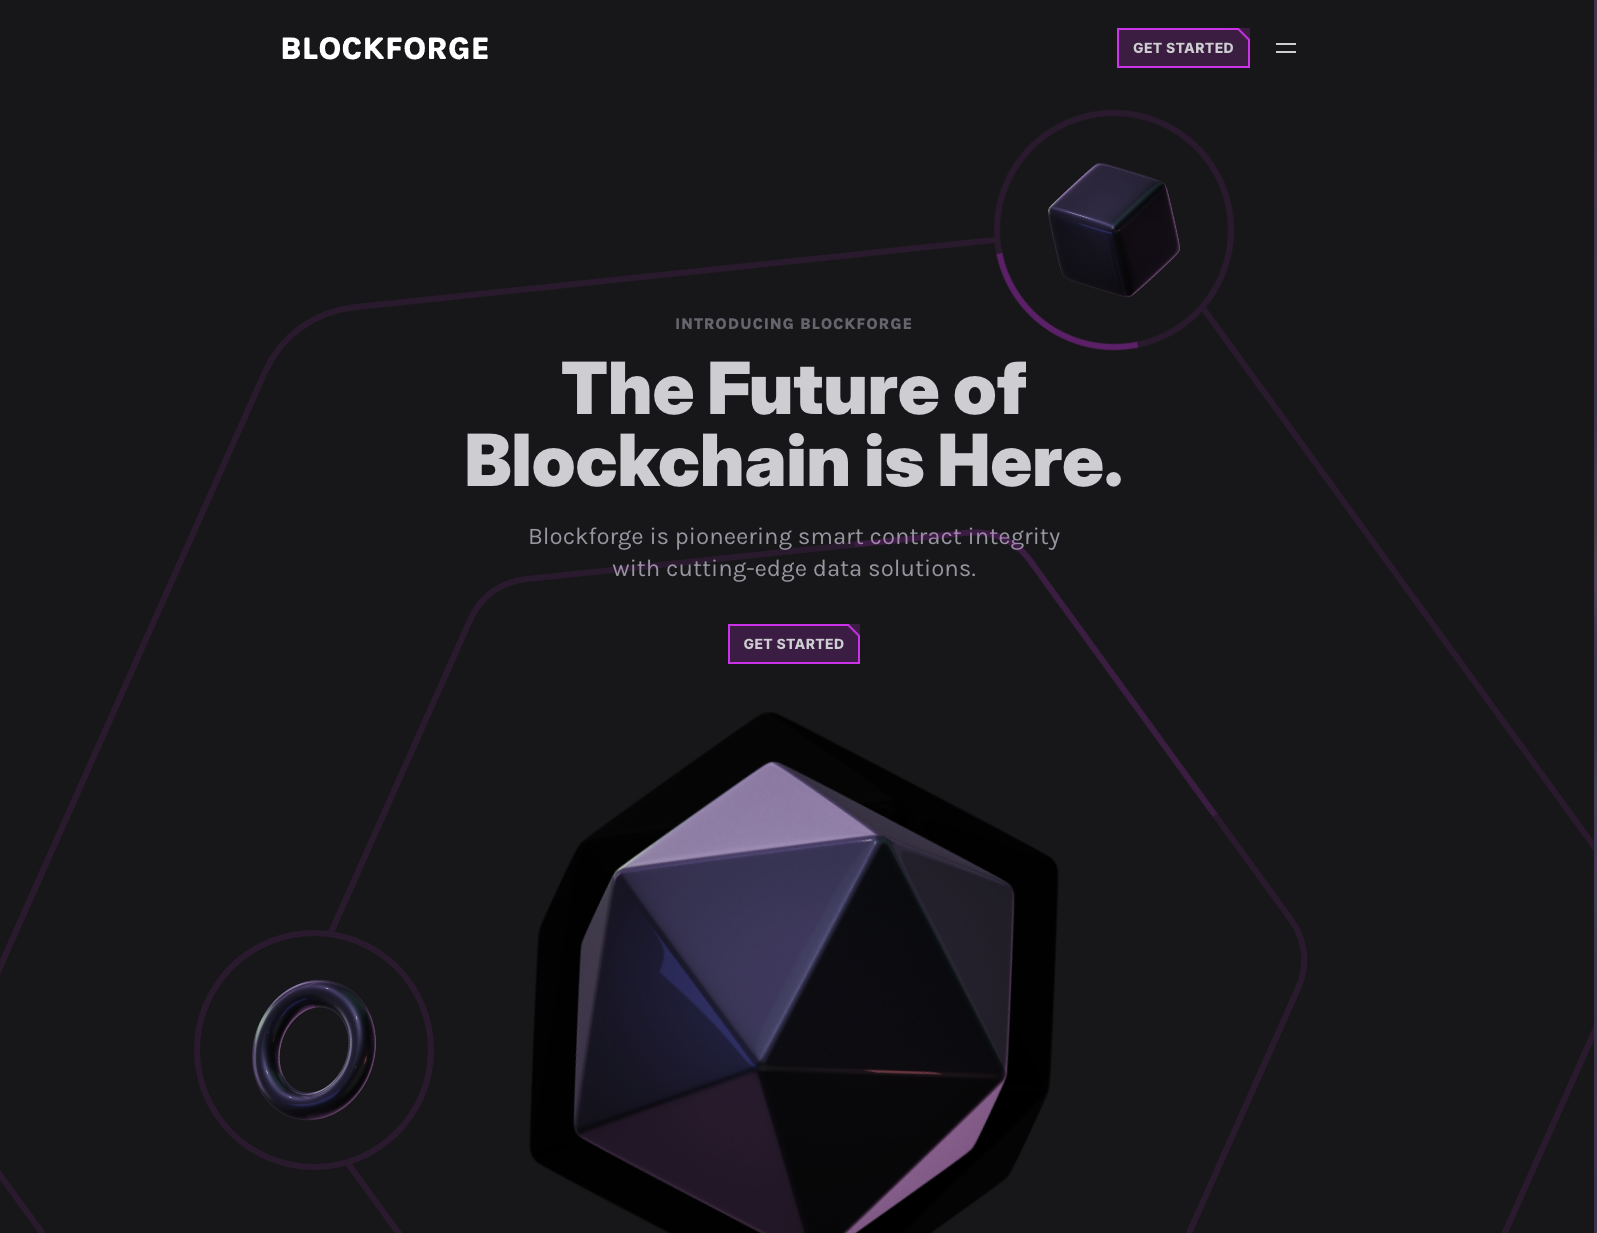 BLOCKFORGE
GET STARTED
INTRODUCING BLOCKFORGE
The Future of
Blockchain is Here.
Blockforge is pioneering smart contract integrity
with cutting-edge data solutions.
GET STARTED